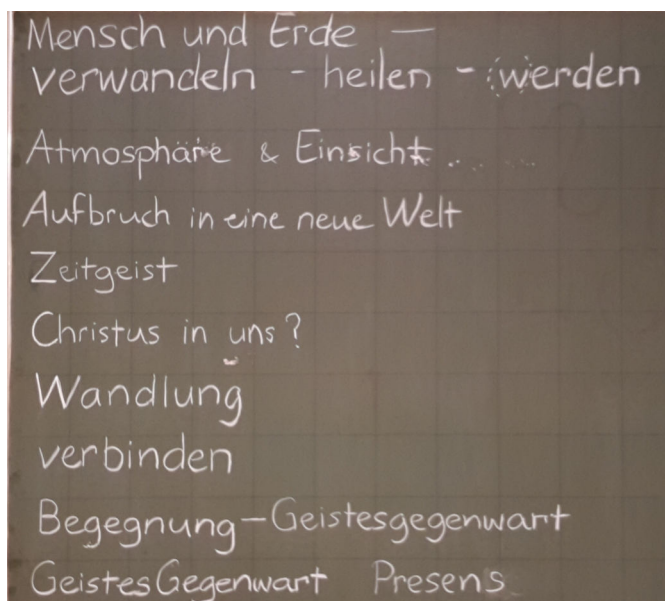 Mensch und Erde —
verwandeln - heilen - (werden
Atmosphäre & Einsicht .. ... ...
Aufbruch in eine neue Welt
Zeitgeist
Christus in uns?
Wandlung
verbinden
Begegnung – Geistesgegenwart
GeistesGegenwart Presens